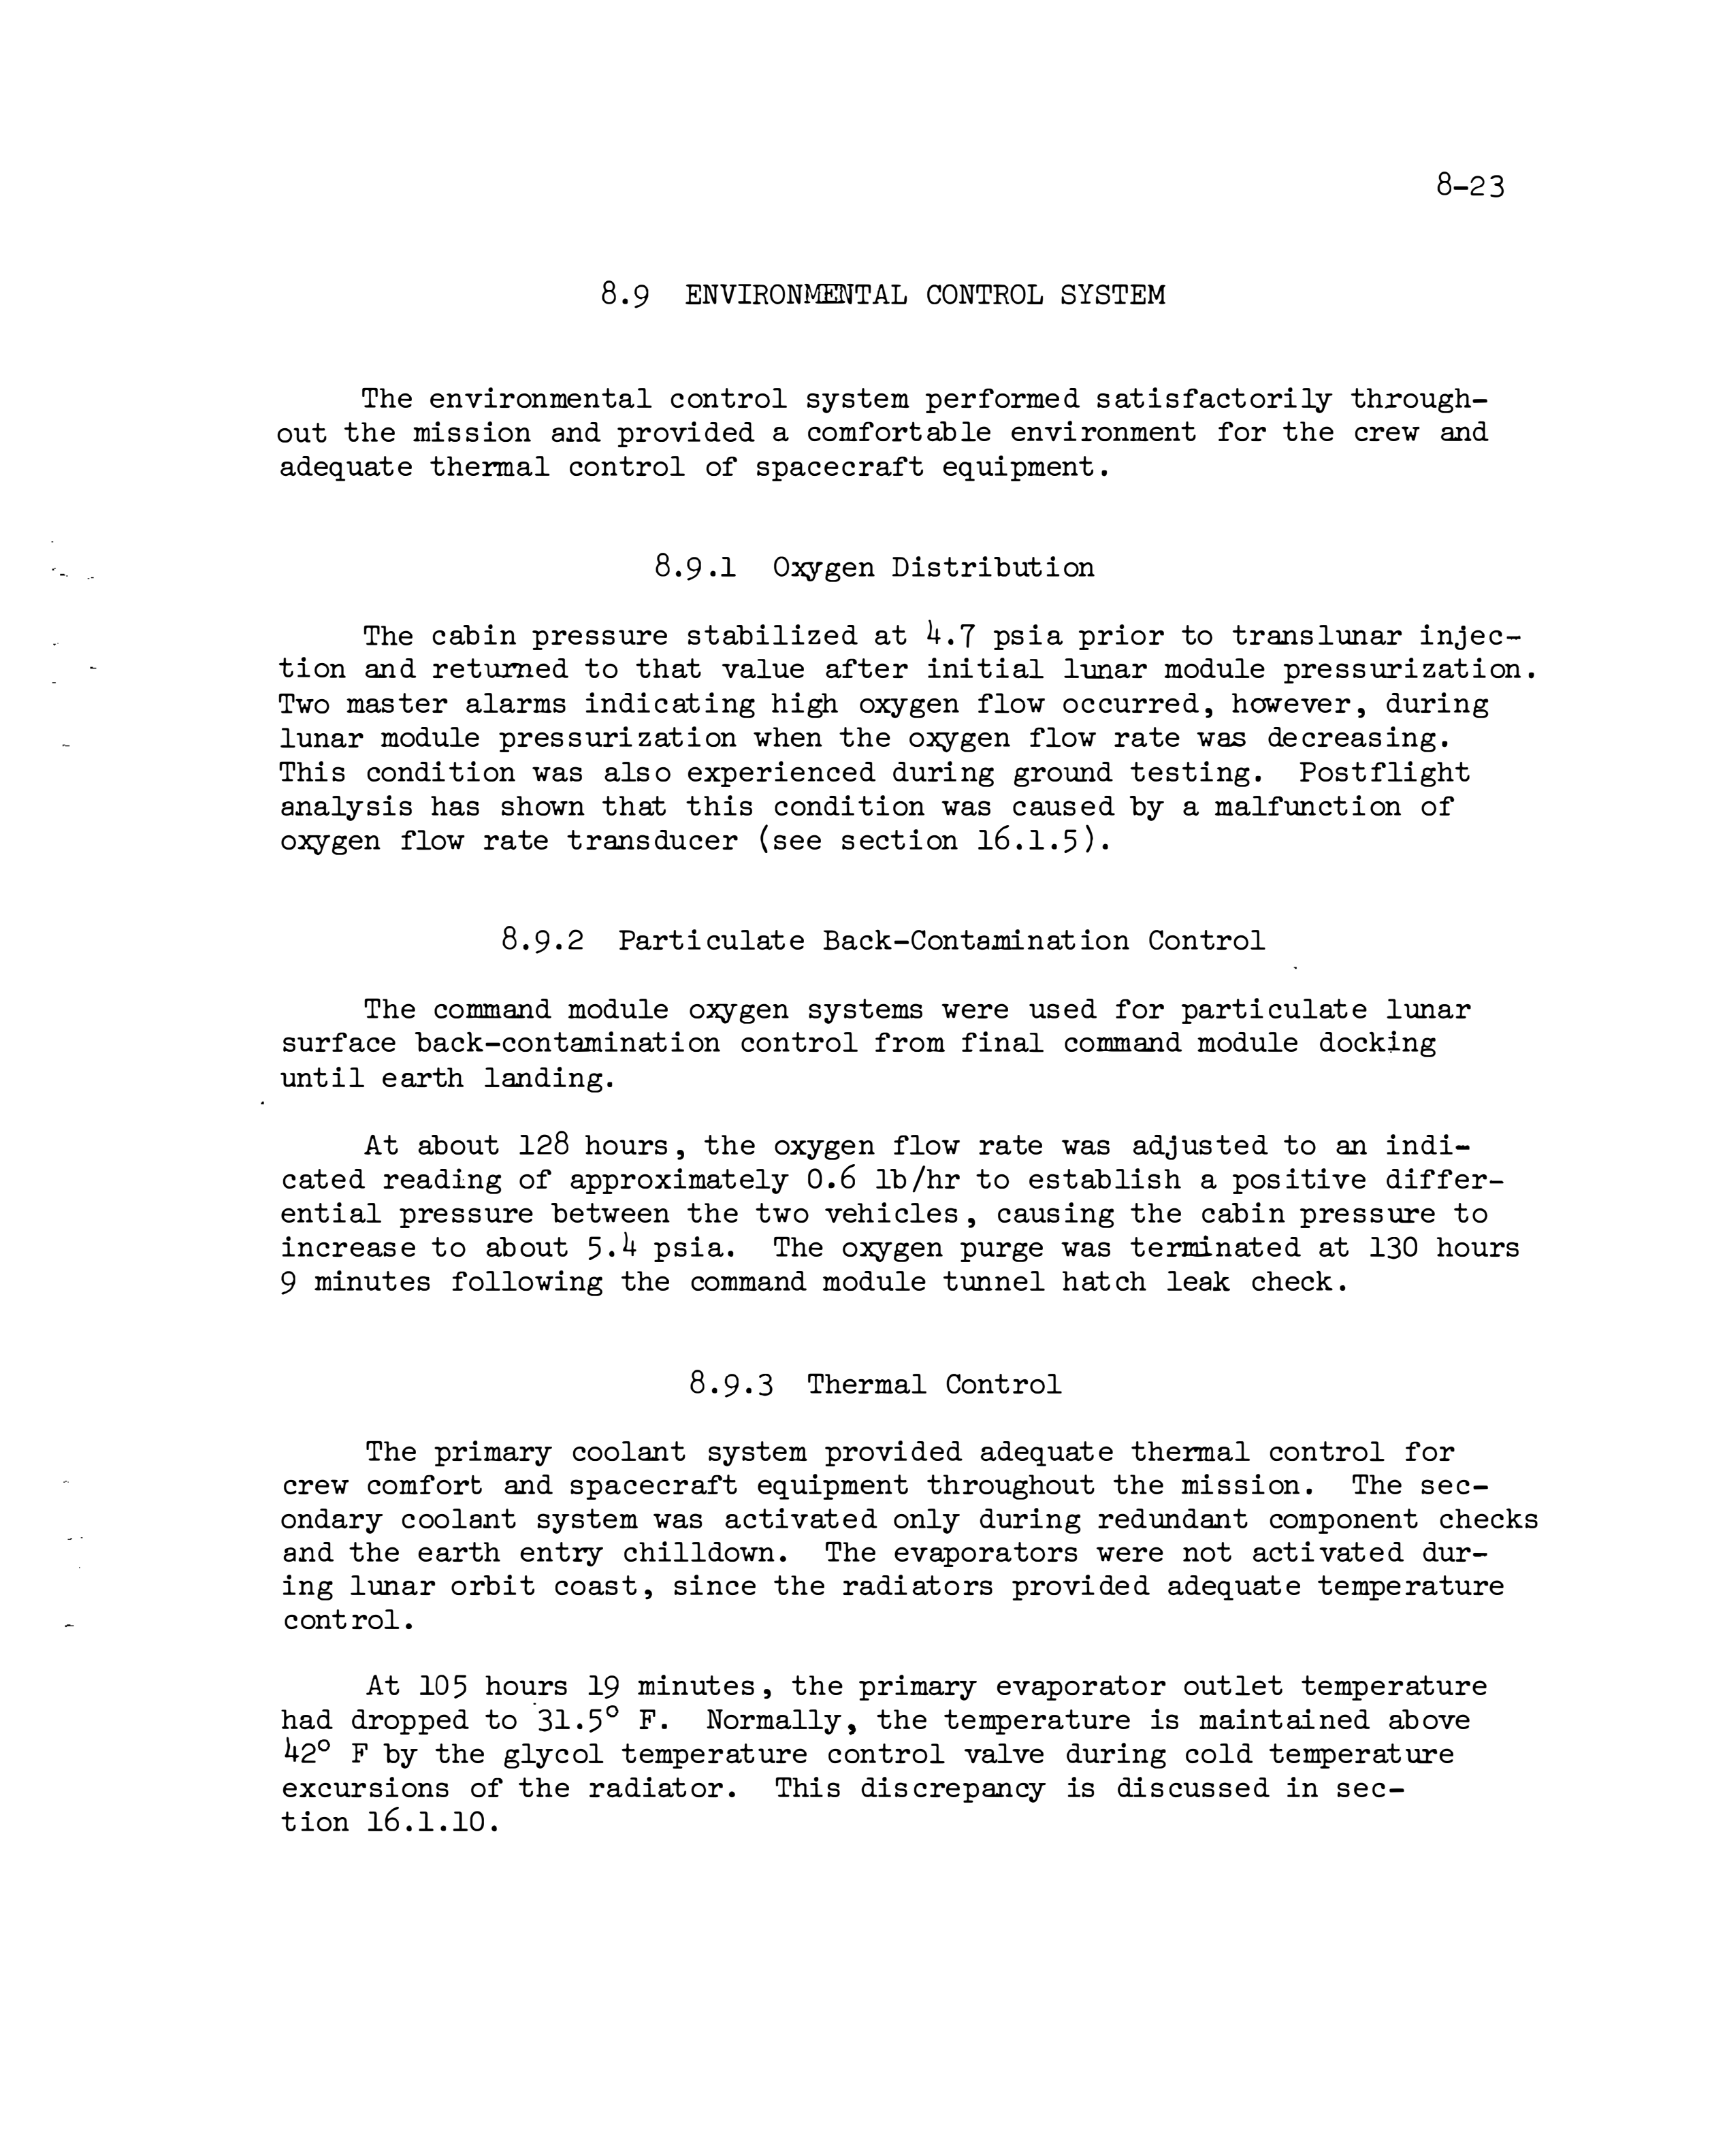 8-23
8.9 ENVIRONMENTAL CONTROL SYSTEM
The environmental control system performed satisfactorily through-
out the mission and provided a comfortable environment for the crew and
adequate thermal control of spacecraft equipment.
8.9.1 Oxygen Distribution
The cabin pressure stabilized at 4.7 psia prior to translunar injec-
tion and returned to that value after initial lunar module pressurization.
Two master alarms indicating high oxygen flow occurred, however, during
lunar module pressurization when the oxygen flow rate was decreasing.
This condition was also experienced during ground testing. Postflight
analysis has shown that this condition was caused by a malfunction of
oxygen flow rate transducer (see section 16.1.5).
8.9.2 Particulate Back-Contamination Control
The command module oxygen systems were used for particulate lunar
surface back-contamination control from final command module docking
until earth landing.
At about 128 hours, the oxygen flow rate was adjusted to an indi-
cated reading of approximately 0.6 lb/hr to establish a positive differ-
ential pressure between the two vehicles, causing the cabin pressure to
increase to about 5.4 psia. The oxygen purge was terminated at 130 hours
9 minutes following the command module tunnel hatch leak check.
8.9.3 Thermal Control
The primary coolant system provided adequate thermal control for
crew comfort and spacecraft equipment throughout the mission. The sec-
ondary coolant system was activated only during redundant component checks
and the earth entry chilldown. The evaporators were not activated dur-
ing lunar orbit coast, since the radiators provided adequate temperature
control.
At 105 hours 19 minutes, the primary evaporator outlet temperature
had dropped to 31.5° F. Normally, the temperature is maintained above
42° F by the glycol temperature control valve during cold temperature
excursions of the radiator. This discrepancy is discussed in sec-
tion 16.1.10.